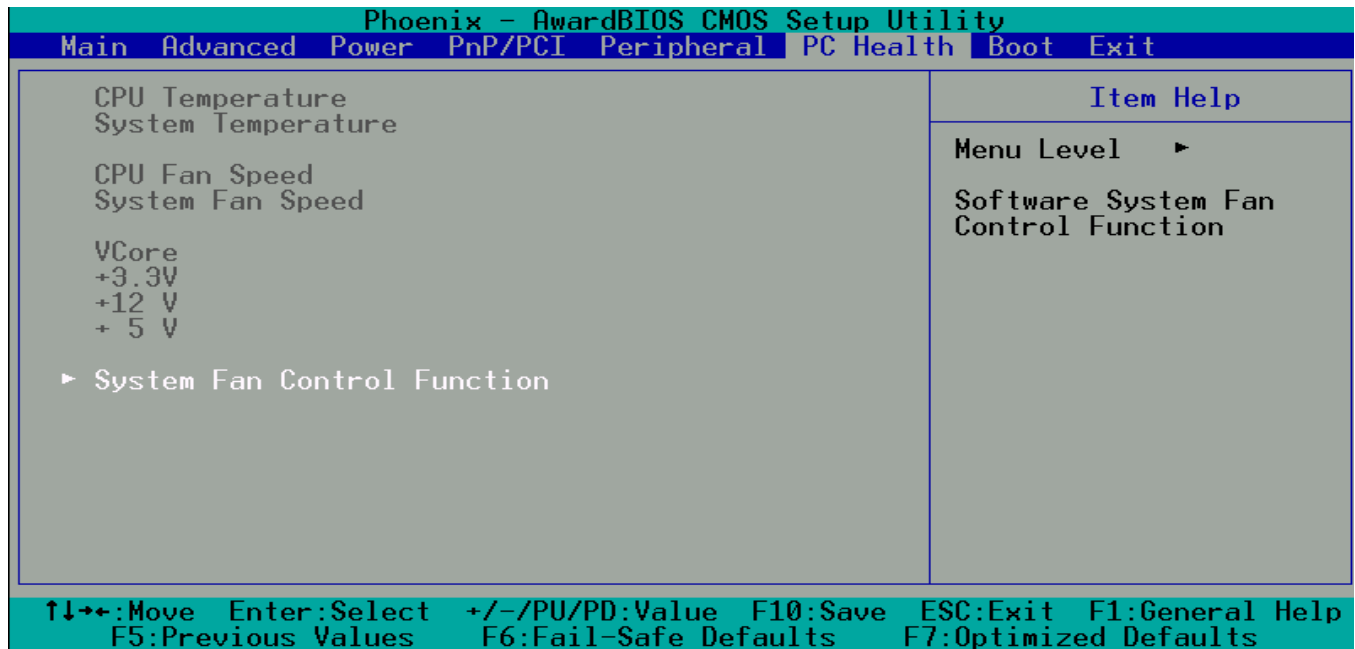 Phoenix - AwardBIOS CMOS Setup Utility
Main Advanced Power PnP/PCI Peripheral PC Health Boot Exit
CPU Temperature
System Temperature
CPU Fan Speed
System Fan Speed
VCore
+3.3V
+12 V
+ 5 V
► System Fan Control Function
Item Help
Menu Level ►
Software System Fan
Control Function
↑↓→←:Move Enter:Select +/-/PU/PD:Value F10:Save ESC:Exit F1:General Help
F5:Previous Values F6:Fail-Safe Defaults F7:Optimized Defaults